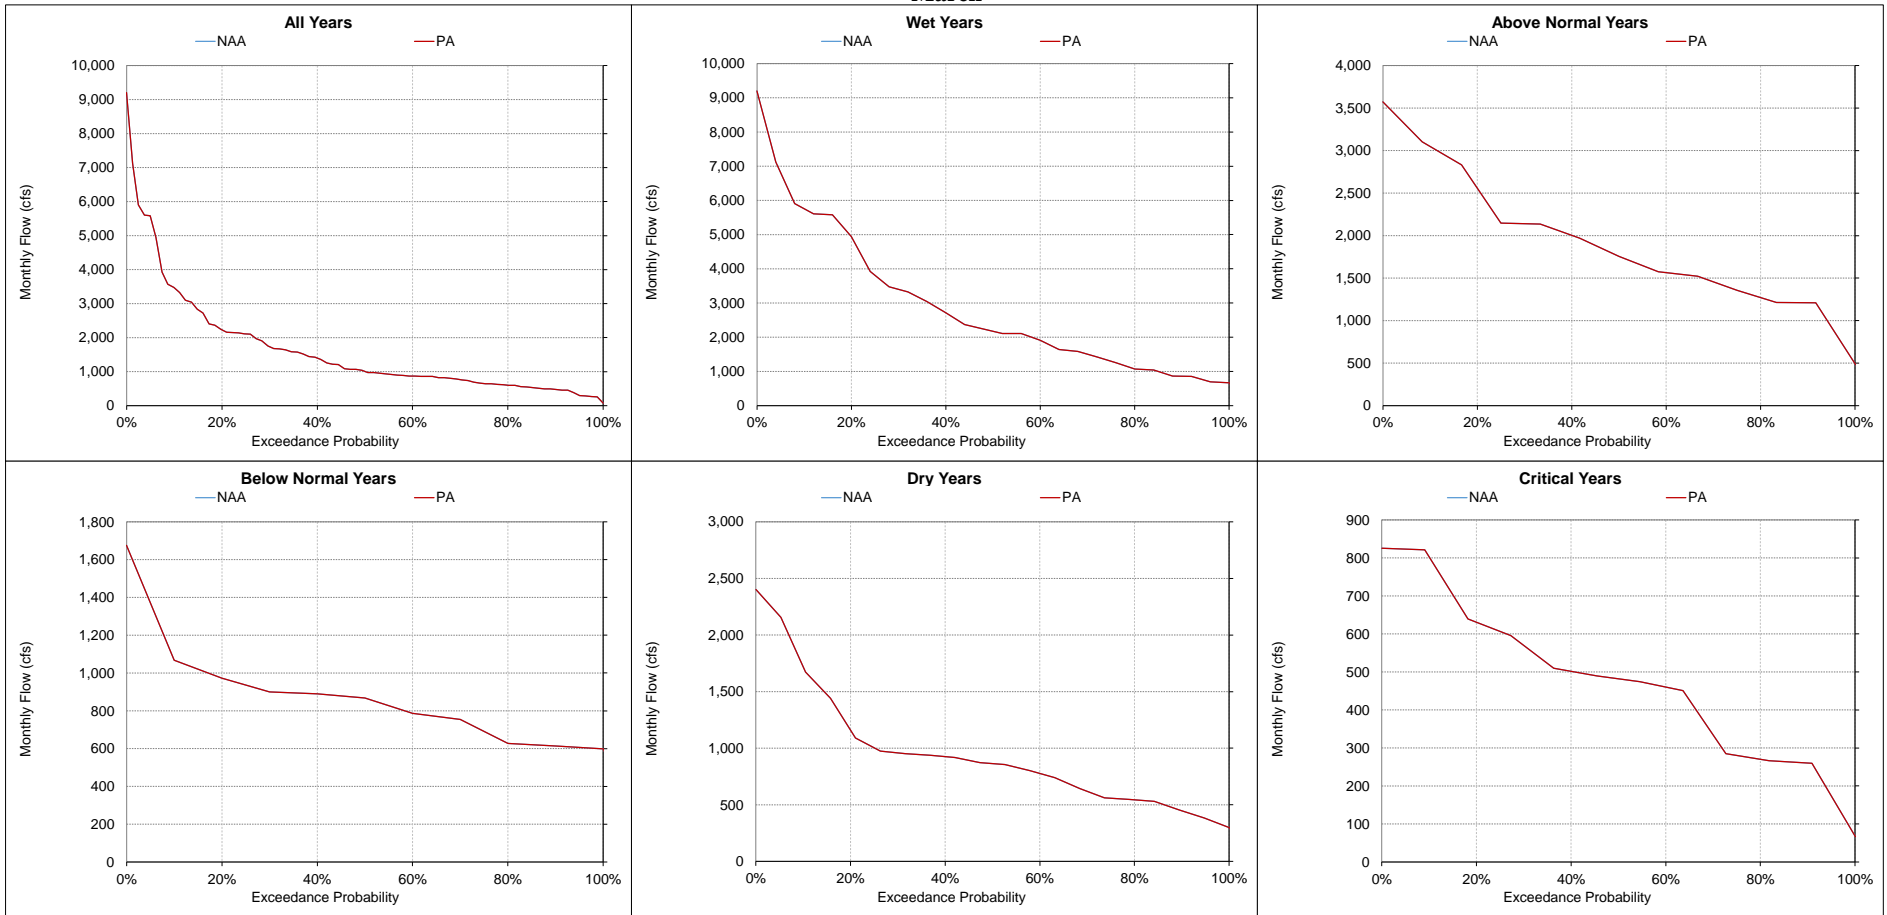 All Years
NAA PA
10,000
9,000
8,000
7,000
6,000
5,000
4,000
3,000
2,000
1,000
0
0% 20% 40% 60% 80% 100%
Monthly Flow (cfs)
Exceedance Probability
Wet Years
NAA PA
10,000
9,000
8,000
7,000
6,000
5,000
4,000
3,000
2,000
1,000
0
0% 20% 40% 60% 80% 100%
Monthly Flow (cfs)
Exceedance Probability
Above Normal Years
NAA PA
4,000
3,500
3,000
2,500
2,000
1,500
1,000
500
0
0% 20% 40% 60% 80% 100%
Monthly Flow (cfs)
Exceedance Probability
Below Normal Years
NAA PA
1,800
1,600
1,400
1,200
1,000
800
600
400
200
0
0% 20% 40% 60% 80% 100%
Monthly Flow (cfs)
Exceedance Probability
Dry Years
NAA PA
3,000
2,500
2,000
1,500
1,000
500
0
0% 20% 40% 60% 80% 100%
Monthly Flow (cfs)
Exceedance Probability
Critical Years
NAA PA
900
800
700
600
500
400
300
200
100
0
0% 20% 40% 60% 80% 100%
Monthly Flow (cfs)
Exceedance Probability